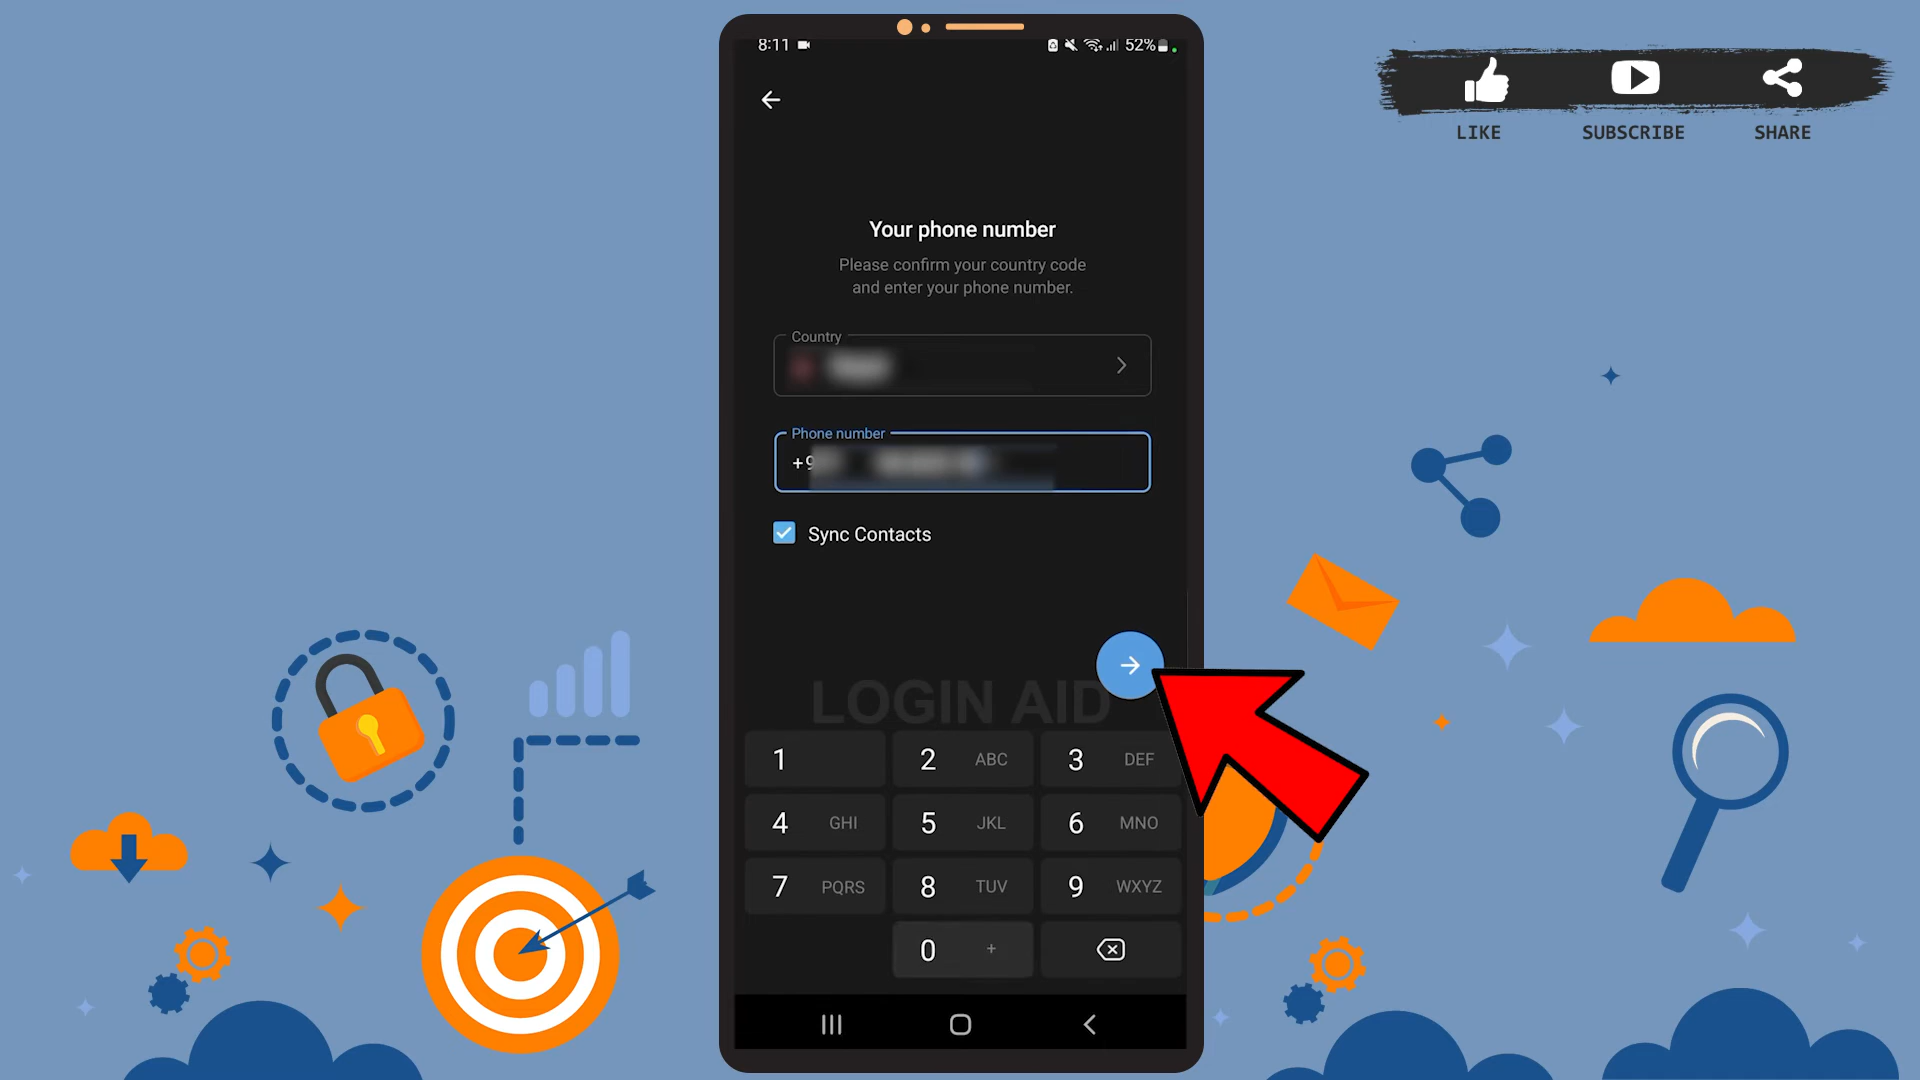 8:11
52%
LIKE
SUBSCRIBE
SHARE
Your phone number
Please confirm your country code
and enter your phone number.
Country
Phone number
+9
Sync Contacts
LOGIN AID
1
2 ABC
3 DEF
4 GHI
5 JKL
6 MNO
7 PQRS
8 TUV
9 WXYZ
0 +